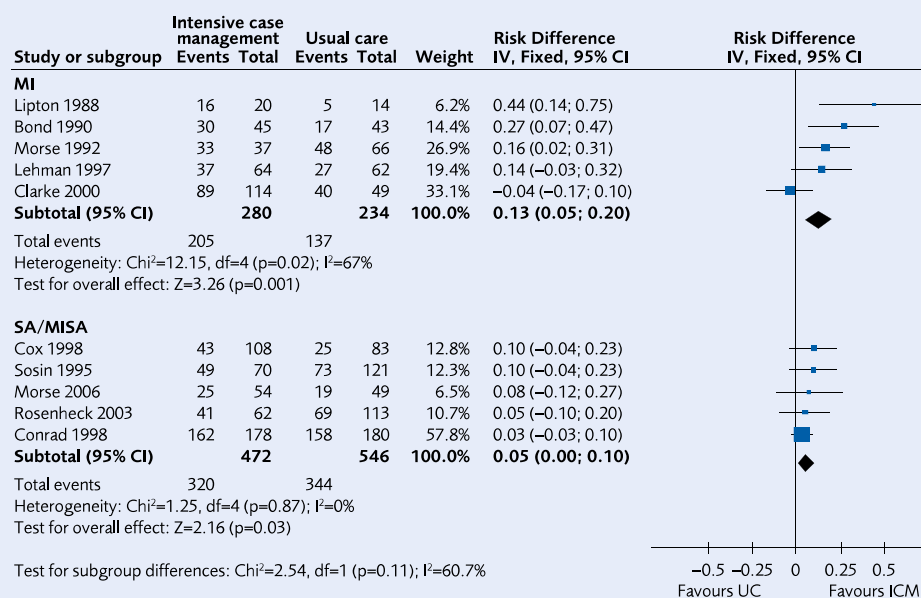 Intensive case
management Usual care Risk Difference Risk Difference
Study or subgroup Events Total Events Total Weight IV, Fixed, 95% CI IV, Fixed, 95% CI
MI
Lipton 1988 16 20 5 14 6.2% 0.44 (0.14; 0.75)
Bond 1990 30 45 17 43 14.4% 0.27 (0.07; 0.47)
Morse 1992 33 37 48 66 26.9% 0.16 (0.02; 0.31)
Lehman 1997 37 64 27 62 19.4% 0.14 (–0.03; 0.32)
Clarke 2000 89 114 40 49 33.1% –0.04 (–0.17; 0.10)
Subtotal (95% CI) 280 234 100.0% 0.13 (0.05; 0.20)
Total events 205 137
Heterogeneity: Chi²=12.15, df=4 (p=0.02); I²=67%
Test for overall effect: Z=3.26 (p=0.001)
SA/MISA
Cox 1998 43 108 25 83 12.8% 0.10 (–0.04; 0.23)
Sosin 1995 49 70 73 121 12.3% 0.10 (–0.04; 0.23)
Morse 2006 25 54 19 49 6.5% 0.08 (–0.12; 0.27)
Rosenheck 2003 41 62 69 113 10.7% 0.05 (–0.10; 0.20)
Conrad 1998 162 178 158 180 57.8% 0.03 (–0.03; 0.10)
Subtotal (95% CI) 472 546 100.0% 0.05 (0.00; 0.10)
Total events 320 344
Heterogeneity: Chi²=1.25, df=4 (p=0.87); I²=0%
Test for overall effect: Z=2.16 (p=0.03)
Test for subgroup differences: Chi²=2.54, df=1 (p=0.11); I²=60.7%
–0.5 –0.25 0 0.25 0.5
Favours UC Favours ICM